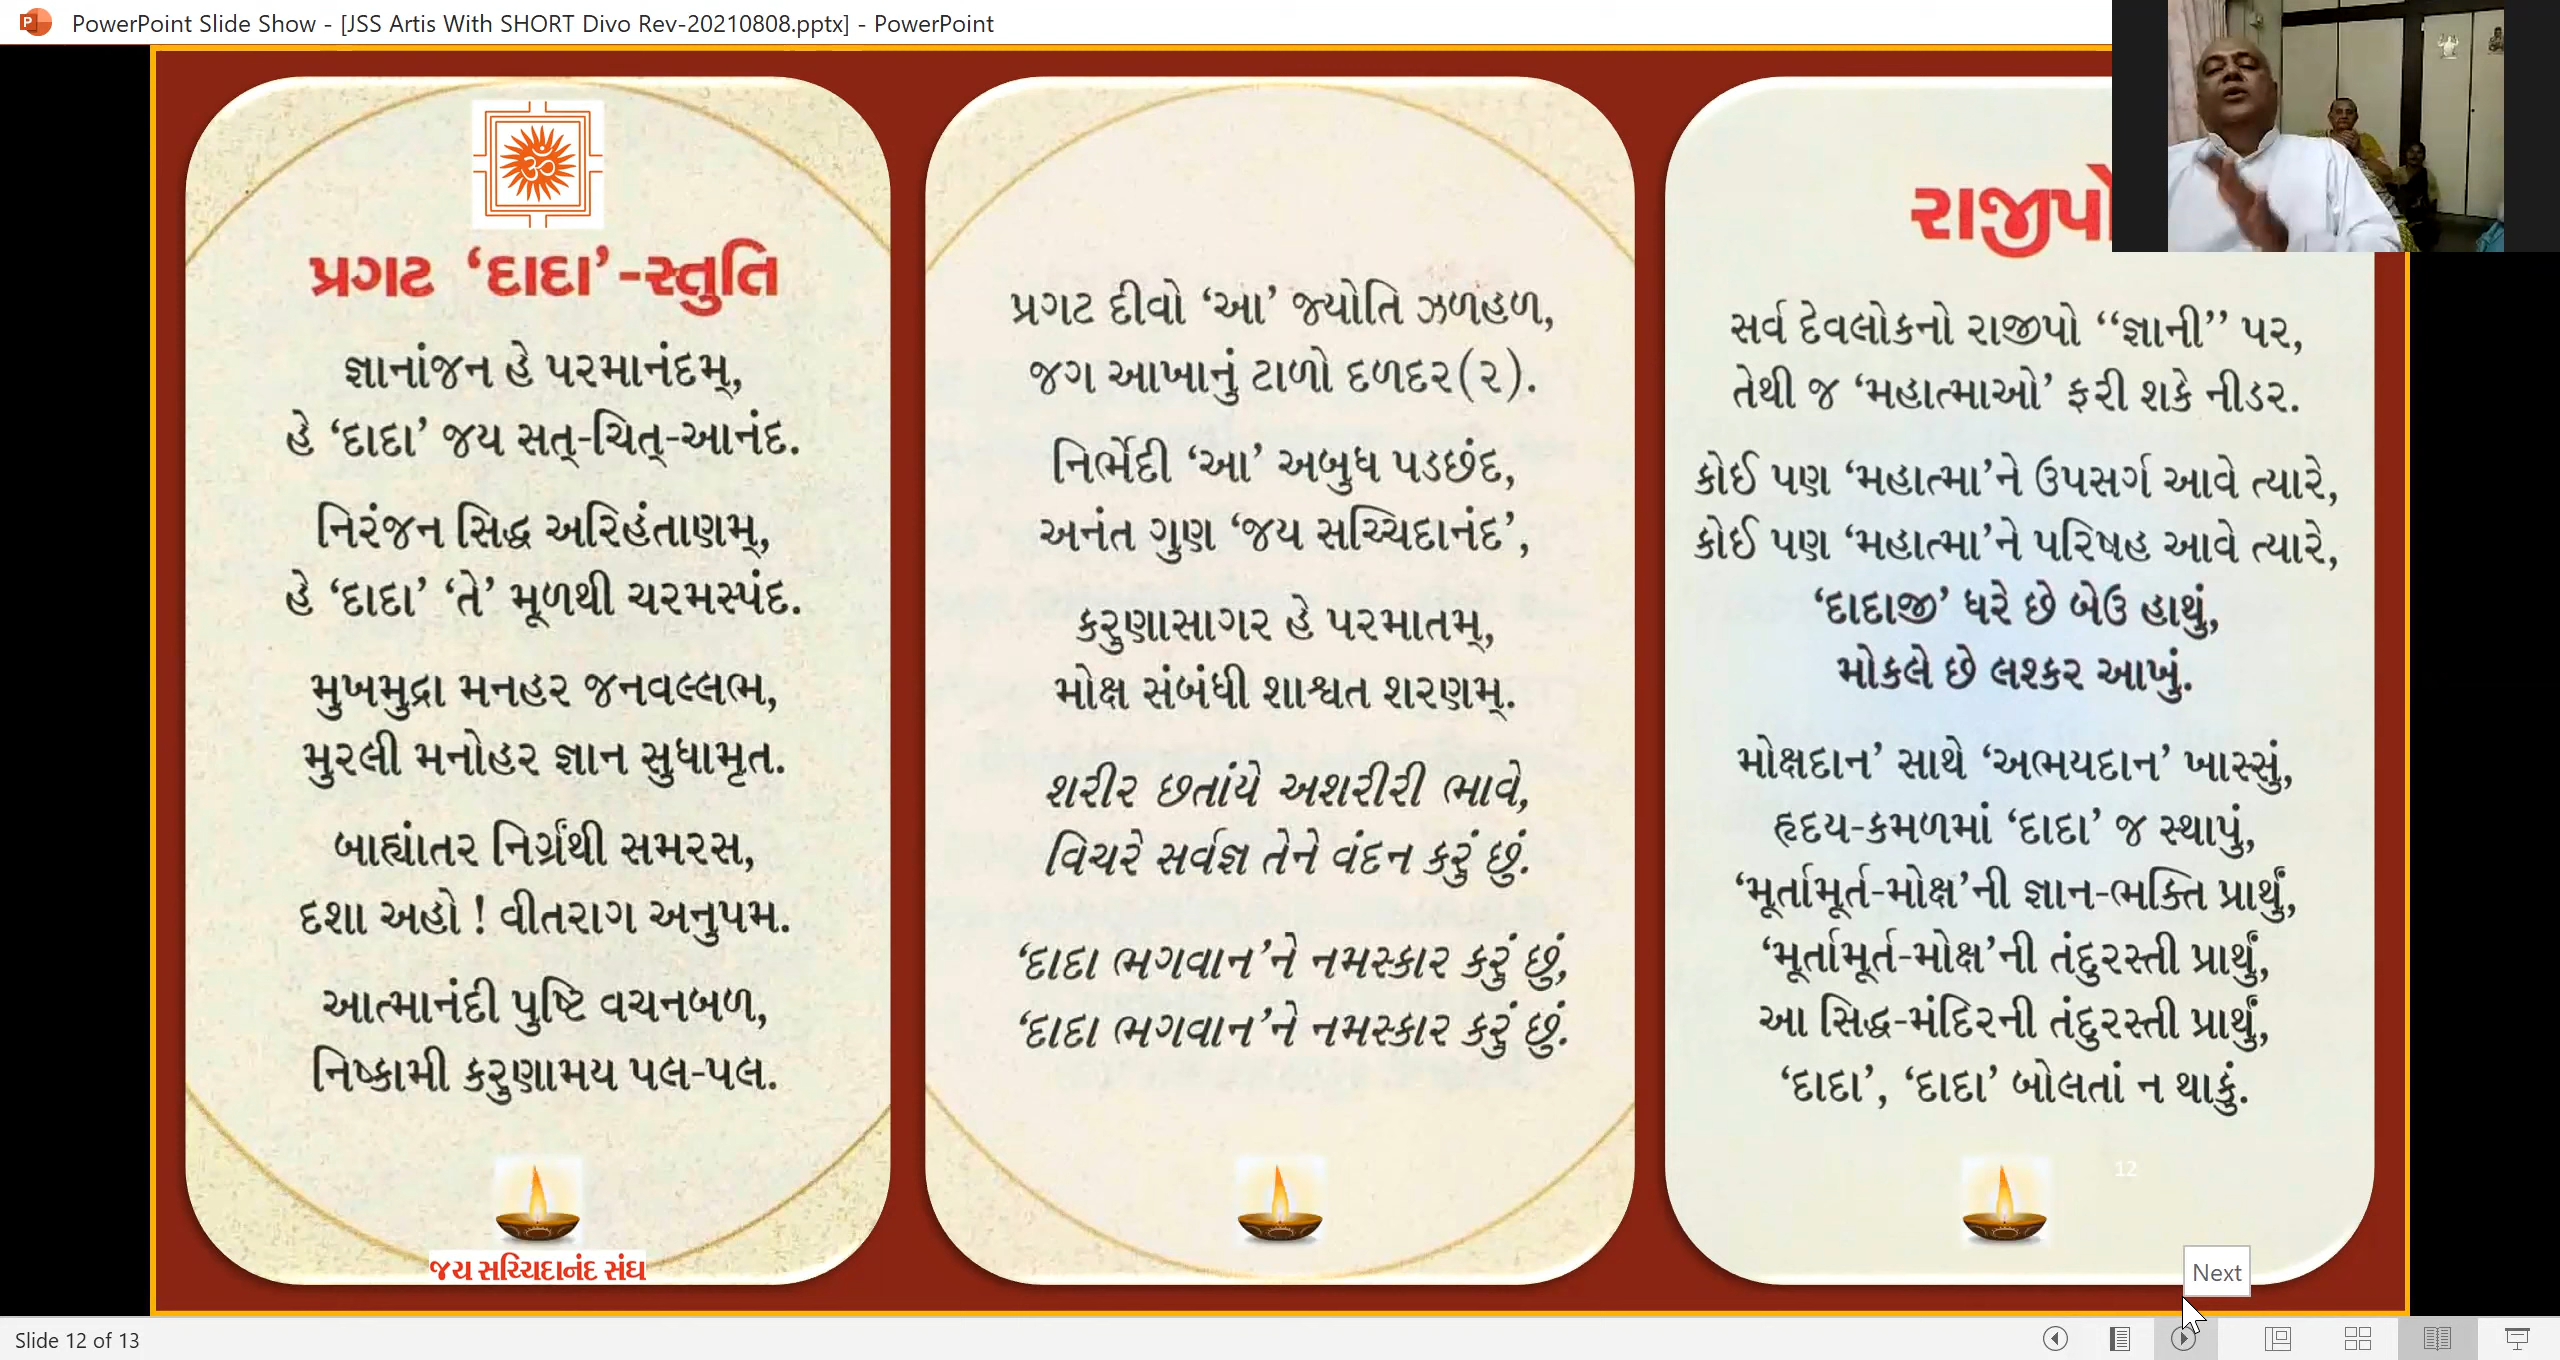 PowerPoint Slide Show - [JSS Artis With SHORT Divo Rev-20210808.pptx] - PowerPoint
પ્રગટ ‘દાદા’-સ્તુતિ
જ્ઞાનાંજન હે પરમાનંદમ્,
હે ‘દાદા’ જય સત્-ચિત્-આનંદ.
નિરંજન સિદ્ધ અરિહંતાણમ્,
હે ‘દાદા’ ‘તે’ મૂળથી ચરમસ્પંદ.
મુખમુદ્રા મનહર જનવલ્લભ,
મુરલી મનોહર જ્ઞાન સુધામૃત.
બાહ્યાંતર નિર્ગ્રંથી સમરસ,
દશા અહો ! વીતરાગ અનુપમ.
આત્માનંદી પુષ્ટિ વચનબળ,
નિષ્કામી કરુણામય પલ-પલ.
જય સચ્ચિદાનંદ સંઘ
પ્રગટ દીવો ‘આ’ જ્યોતિ ઝળહળ,
જગ આખાનું ટાળો દળદર(૨).
નિર્ભેદી ‘આ’ અબુધ પડછંદ,
અનંત ગુણ ‘જય સચ્ચિદાનંદ’,
કરુણાસાગર હે પરમાતમ્,
મોક્ષ સંબંધી શાશ્વત શરણમ્.
શરીર છતાંયે અશરીરી ભાવે,
વિચરે સર્વજ્ઞ તેને વંદન કરું છું.
‘દાદા ભગવાન’ને નમસ્કાર કરું છું,
‘દાદા ભગવાન’ને નમસ્કાર કરું છું.
રાજીપો
સર્વ દેવલોકનો રાજીપો “જ્ઞાની” પર,
તેથી જ ‘મહાત્માઓ’ ફરી શકે નીડર.
કોઈ પણ ‘મહાત્મા’ને ઉપસર્ગ આવે ત્યારે,
કોઈ પણ ‘મહાત્મા’ને પરિષહ આવે ત્યારે,
‘દાદાજી’ ધરે છે બેઉ હાથું,
મોકલે છે લશ્કર આખું.
મોક્ષદાન’ સાથે ‘અભયદાન’ ખાસ્સું,
હૃદય-કમળમાં ‘દાદા’ જ સ્થાપું,
‘મૂર્તામૂર્ત-મોક્ષ’ની જ્ઞાન-ભક્તિ પ્રાર્થું,
‘મૂર્તામૂર્ત-મોક્ષ’ની તંદુરસ્તી પ્રાર્થું,
આ સિદ્ધ-મંદિરની તંદુરસ્તી પ્રાર્થું,
‘દાદા’, ‘દાદા’ બોલતાં ન થાકું.
12
Next
Slide 12 of 13